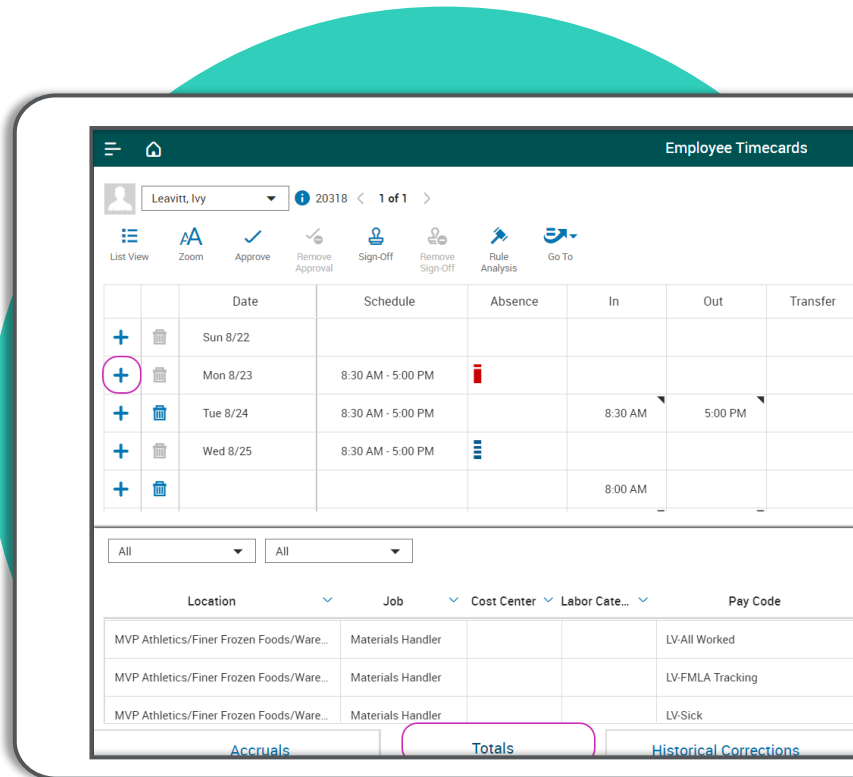 Employee Timecards
Leavitt, Ivy 20318 1 of 1
List View Zoom Approve Remove Approval Sign-Off Remove Sign-Off Rule Analysis Go To
Date Schedule Absence In Out Transfer
Sun 8/22
Mon 8/23 8:30 AM - 5:00 PM
Tue 8/24 8:30 AM - 5:00 PM 8:30 AM 5:00 PM
Wed 8/25 8:30 AM - 5:00 PM
8:00 AM
All All
Location Job Cost Center Labor Cate... Pay Code
MVP Athletics/Finer Frozen Foods/Ware... Materials Handler LV-All Worked
MVP Athletics/Finer Frozen Foods/Ware... Materials Handler LV-FMLA Tracking
MVP Athletics/Finer Frozen Foods/Ware... Materials Handler LV-Sick
Accruals Totals Historical Corrections